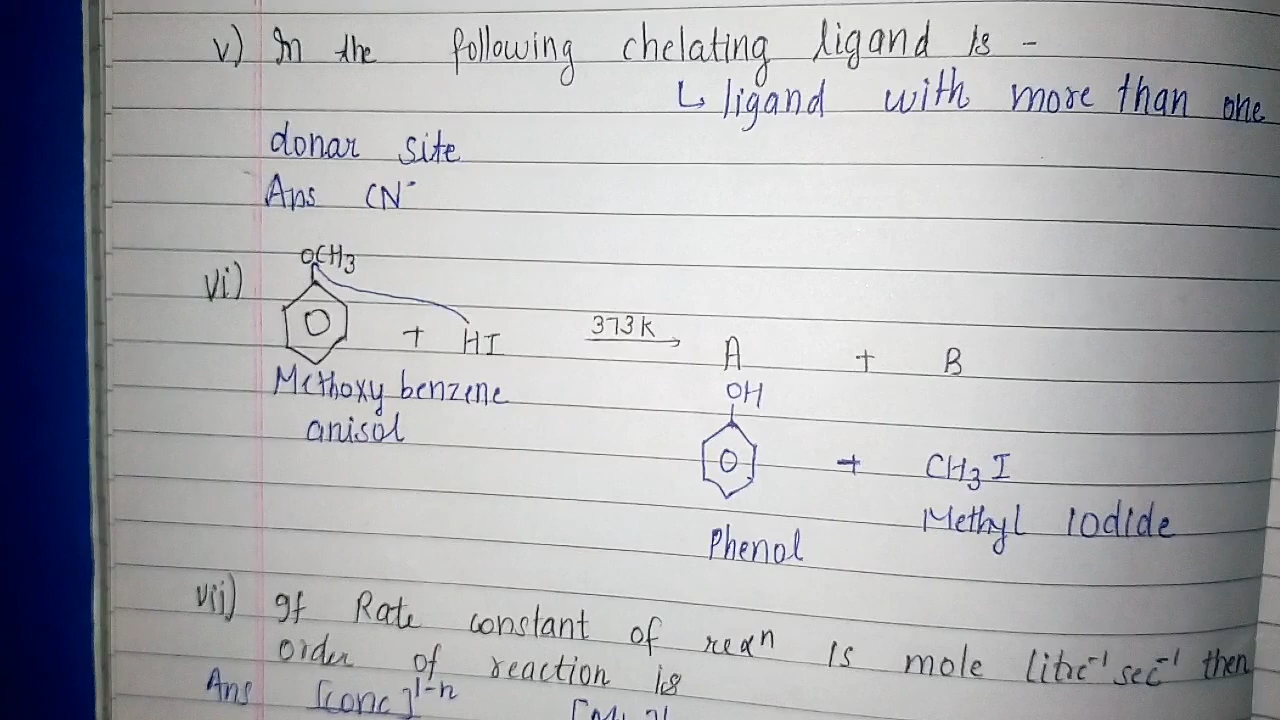 v) In the following chelating ligand is -
↳ ligand with more than one
donar site
Ans CN⁻
vi) OCH3
+ HI 373K → A + B
Methoxy benzene
anisol
OH
+ CH3I
Phenol
Methyl Iodide
vii) If Rate constant of reaxⁿ is mole litre⁻¹ sec⁻¹ then
order of reaction is
Ans [conc]¹⁻ⁿ